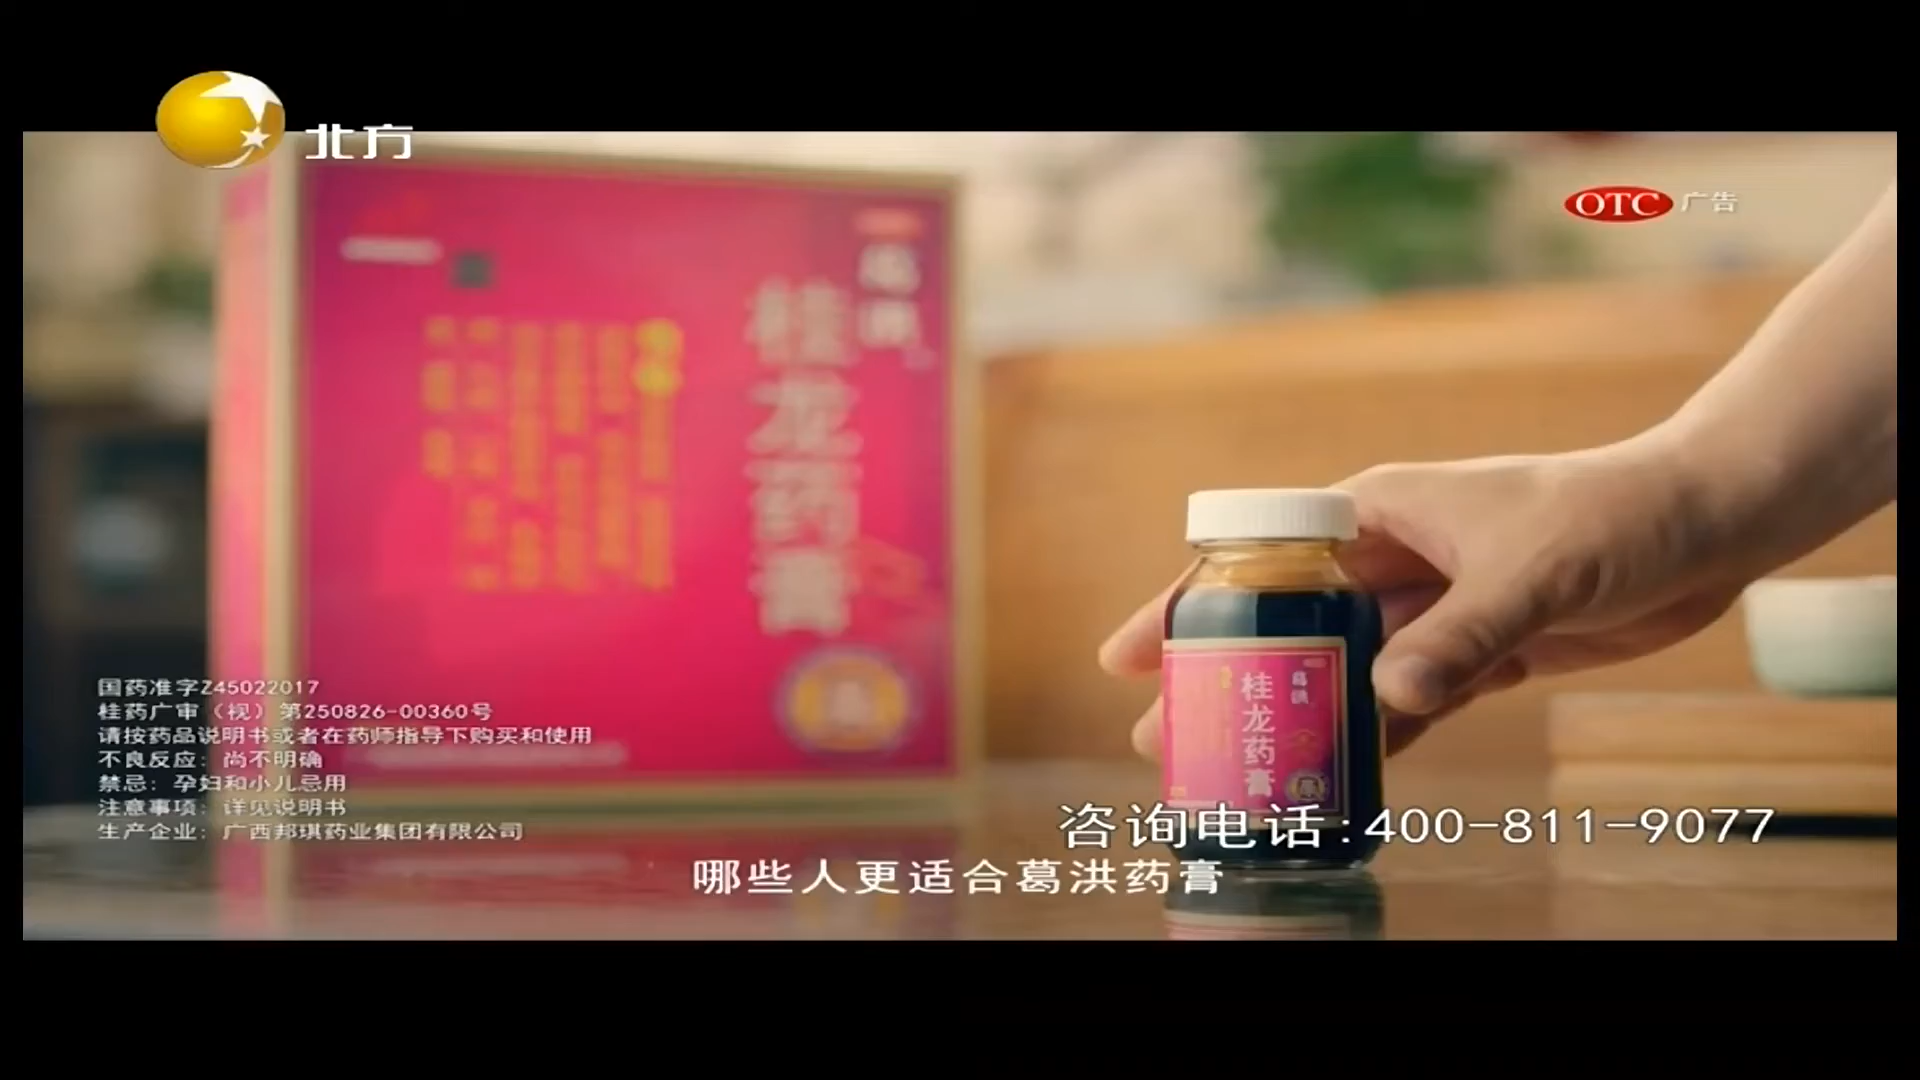 北方
OTC 广告
葛洪
桂龙药膏
国药准字Z45022017
桂药广审（视）第250826-00360号
请按药品说明书或者在药师指导下购买和使用
不良反应：尚不明确
禁忌：孕妇和小儿忌用
注意事项：详见说明书
生产企业：广西邦琪药业集团有限公司
葛洪
桂龙药膏
咨询电话:400-811-9077
哪些人更适合葛洪药膏